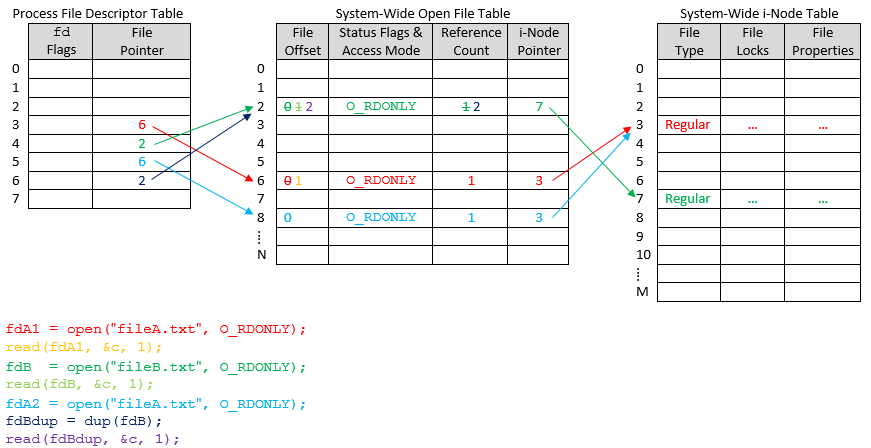 Process File Descriptor Table
fd Flags
File Pointer
0
1
2
3 6
4 2
5 6
6 2
7
System-Wide Open File Table
File Offset
Status Flags & Access Mode
Reference Count
i-Node Pointer
0
1
2 0 1 2 O_RDONLY 1 2 7
3
4
5
6 0 1 O_RDONLY 1 3
7
8 0 O_RDONLY 1 3
⁞
N
System-Wide i-Node Table
File Type
File Locks
File Properties
0
1
2
3 Regular ... ...
4
5
6
7 Regular ... ...
8
9
10
⁞
M
fdA1 = open("fileA.txt", O_RDONLY);
read(fdA1, &c, 1);
fdB = open("fileB.txt", O_RDONLY);
read(fdB, &c, 1);
fdA2 = open("fileA.txt", O_RDONLY);
fdBdup = dup(fdB);
read(fdBdup, &c, 1);